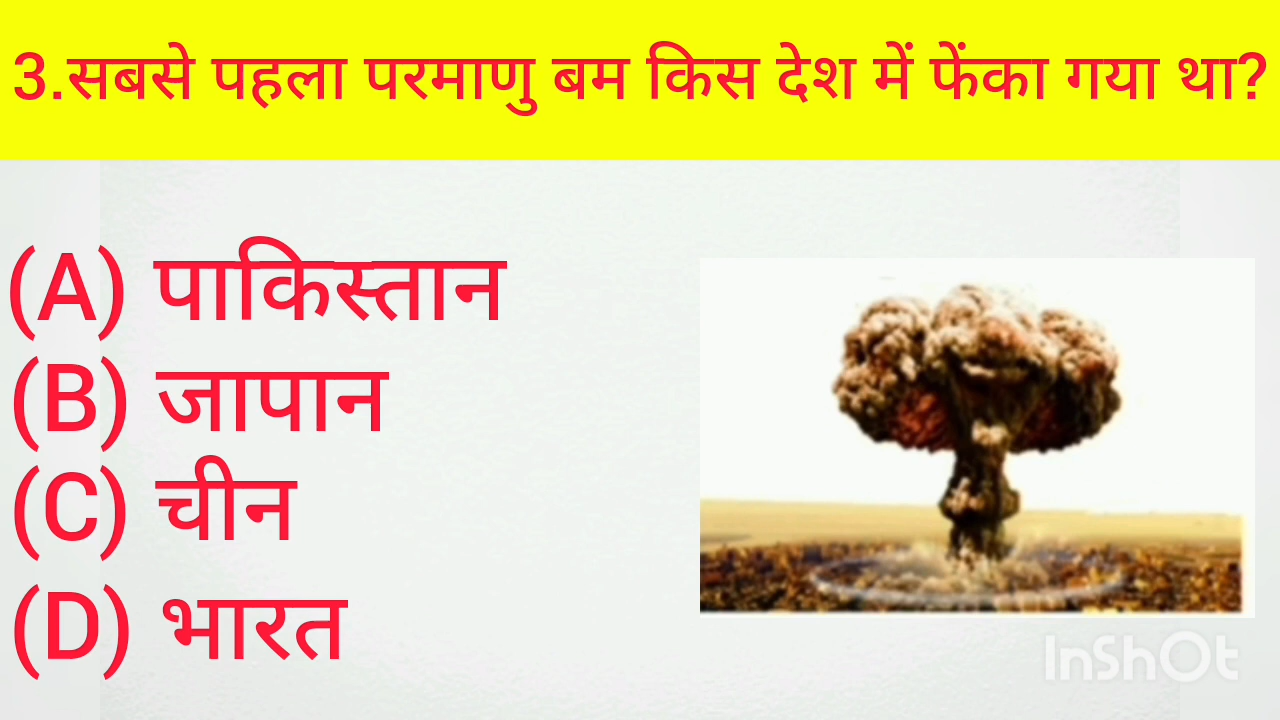 3.सबसे पहला परमाणु बम किस देश में फेंका गया था?
(A) पाकिस्तान
(B) जापान
(C) चीन
(D) भारत
InShOt